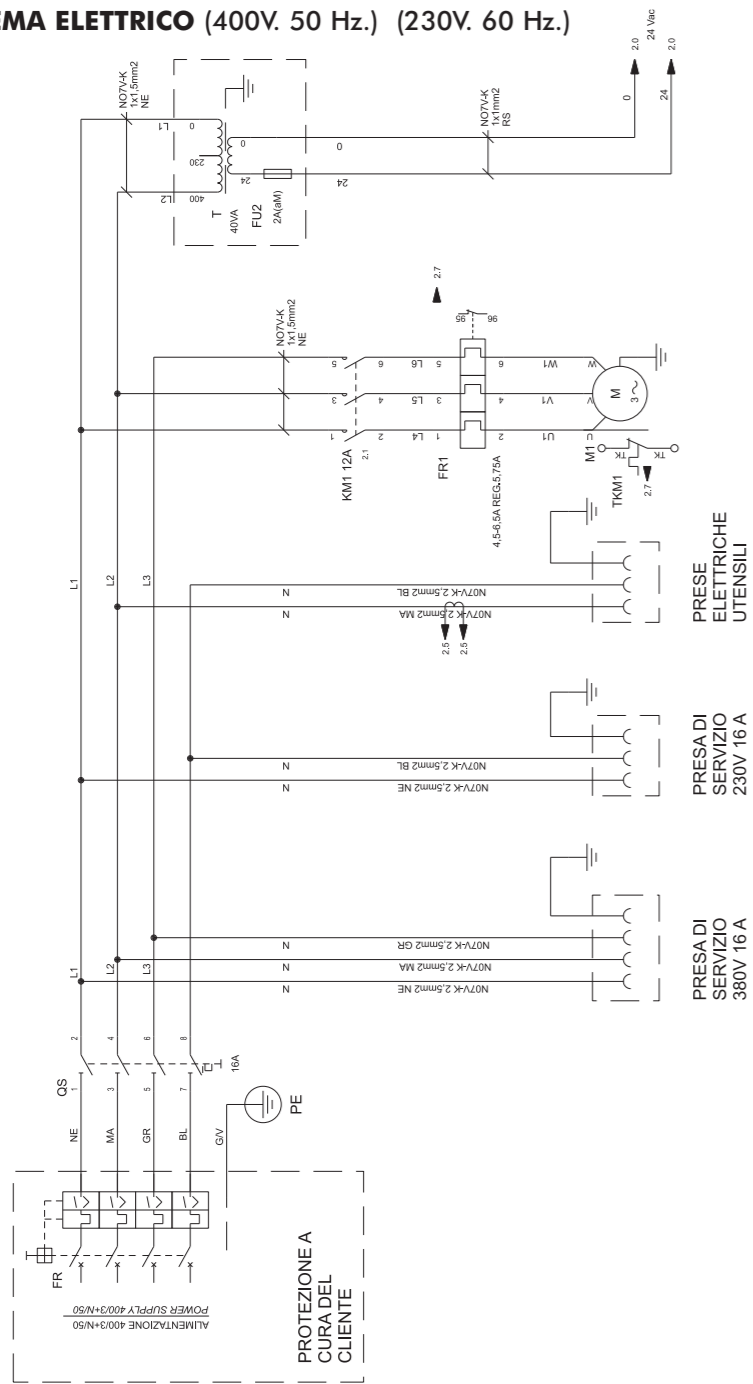 EMA ELETTRICO (400V. 50 Hz.) (230V. 60 Hz.)
2.0
24 Vac
2.0
0
24
NO7V-K
1x1,5mm2
NE
L1
L2
0
230
400
0
24
T
40VA
FU2
2A(aM)
0
24
NO7V-K
1x1mm2
RS
NO7V-K
1x1,5mm2
NE
2.7
95
96
5
6
L6
5
6
W1
W
3
4
L5
3
4
V1
V
1
2
L4
1
2
U1
U
KM1 12A
2.1
FR1
4,5-6,5A REG.5,75A
M
3
M1
TK
TK
TKM1
2.7
L1
L2
L3
N
N07V-K 2,5mm2 BL
N
N07V-K 2,5mm2 MA
2.5
2.5
PRESE
ELETTRICHE
UTENSILI
N
N07V-K 2,5mm2 BL
N
N07V-K 2,5mm2 NE
PRESA DI
SERVIZIO
230V 16 A
N
N07V-K 2,5mm2 GR
N
N07V-K 2,5mm2 MA
N
N07V-K 2,5mm2 NE
PRESA DI
SERVIZIO
380V 16 A
L1
L2
L3
QS
2
4
6
8
1
3
5
7
16A
NE
MA
GR
BL
G/V
PE
FR
ALIMENTAZIONE 400/3+N/50
POWER SUPPLY 400/3+N/50
PROTEZIONE A
CURA DEL
CLIENTE